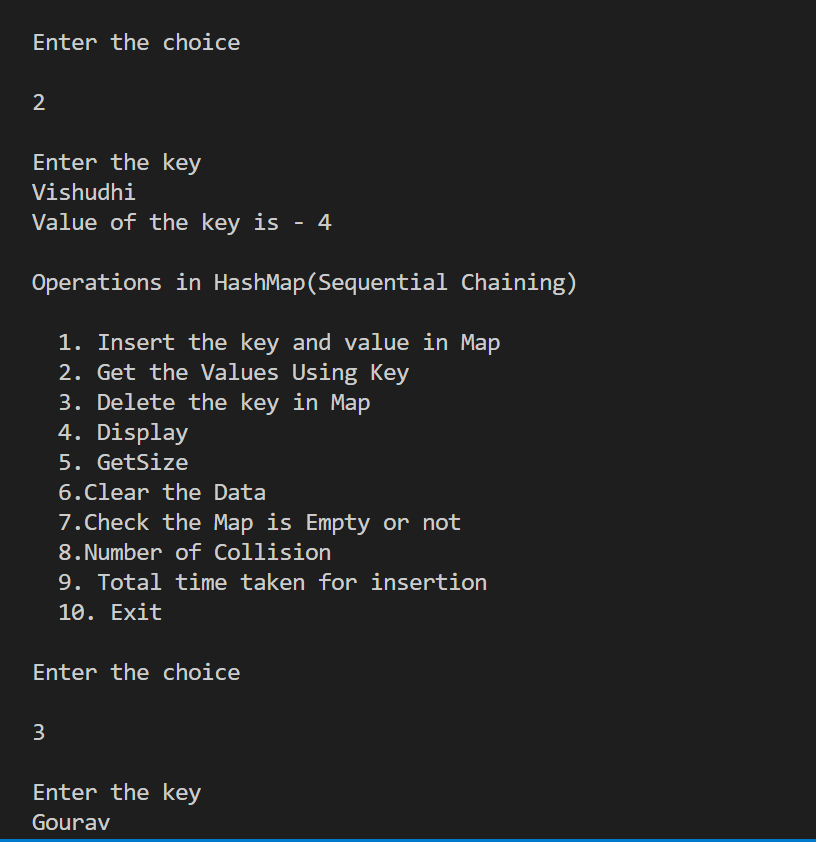 Enter the choice
2
Enter the key
Vishudhi
Value of the key is - 4
Operations in HashMap(Sequential Chaining)
1. Insert the key and value in Map
2. Get the Values Using Key
3. Delete the key in Map
4. Display
5. GetSize
6.Clear the Data
7.Check the Map is Empty or not
8.Number of Collision
9. Total time taken for insertion
10. Exit
Enter the choice
3
Enter the key
Gourav